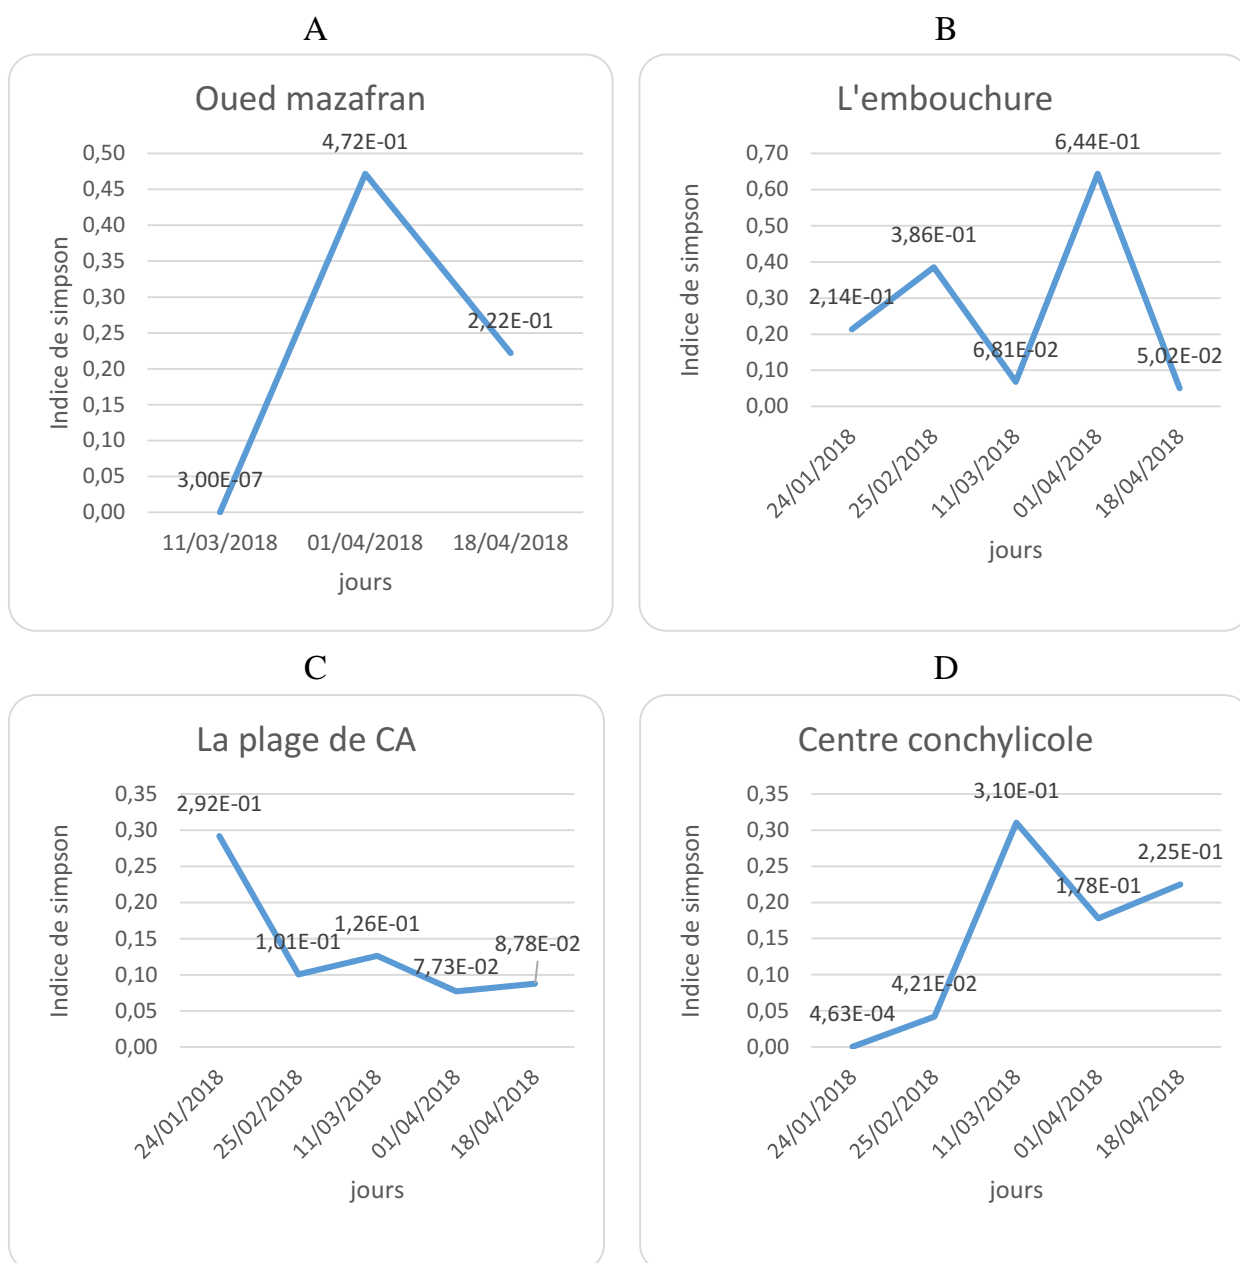 A
Oued mazafran
4,72E-01
0,50
0,45
0,40
0,35
0,30
0,25
0,20
0,15
0,10
0,05
0,00
Indice de simpson
2,22E-01
3,00E-07
11/03/2018 01/04/2018 18/04/2018
jours
B
L'embouchure
6,44E-01
0,70
0,60
0,50
0,40
0,30
0,20
0,10
0,00
Indice de simpson
3,86E-01
2,14E-01
6,81E-02
5,02E-02
24/01/2018
25/02/2018
11/03/2018
01/04/2018
18/04/2018
jours
C
La plage de CA
0,35
0,30
0,25
0,20
0,15
0,10
0,05
0,00
Indice de simpson
2,92E-01
1,01E-01
1,26E-01
7,73E-02
8,78E-02
24/01/2018
25/02/2018
11/03/2018
01/04/2018
18/04/2018
jours
D
Centre conchylicole
0,35
0,30
0,25
0,20
0,15
0,10
0,05
0,00
Indice de simpson
4,63E-04
4,21E-02
3,10E-01
1,78E-01
2,25E-01
24/01/2018
25/02/2018
11/03/2018
01/04/2018
18/04/2018
jours